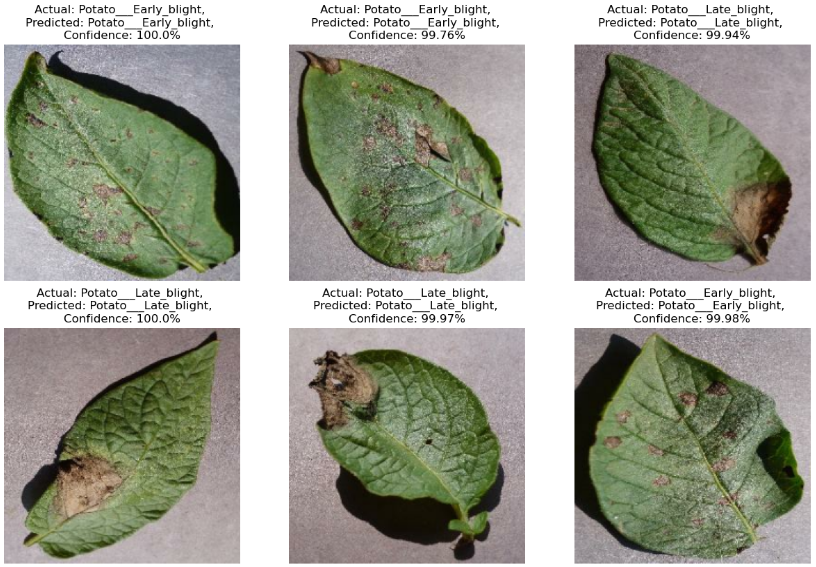 Actual: Potato___Early_blight,
Predicted: Potato___Early_blight,
Confidence: 100.0%
Actual: Potato___Early_blight,
Predicted: Potato___Early_blight,
Confidence: 99.76%
Actual: Potato___Late_blight,
Predicted: Potato___Late_blight,
Confidence: 99.94%
Actual: Potato___Late_blight,
Predicted: Potato___Late_blight,
Confidence: 100.0%
Actual: Potato___Late_blight,
Predicted: Potato___Late_blight,
Confidence: 99.97%
Actual: Potato___Early_blight,
Predicted: Potato___Early_blight,
Confidence: 99.98%